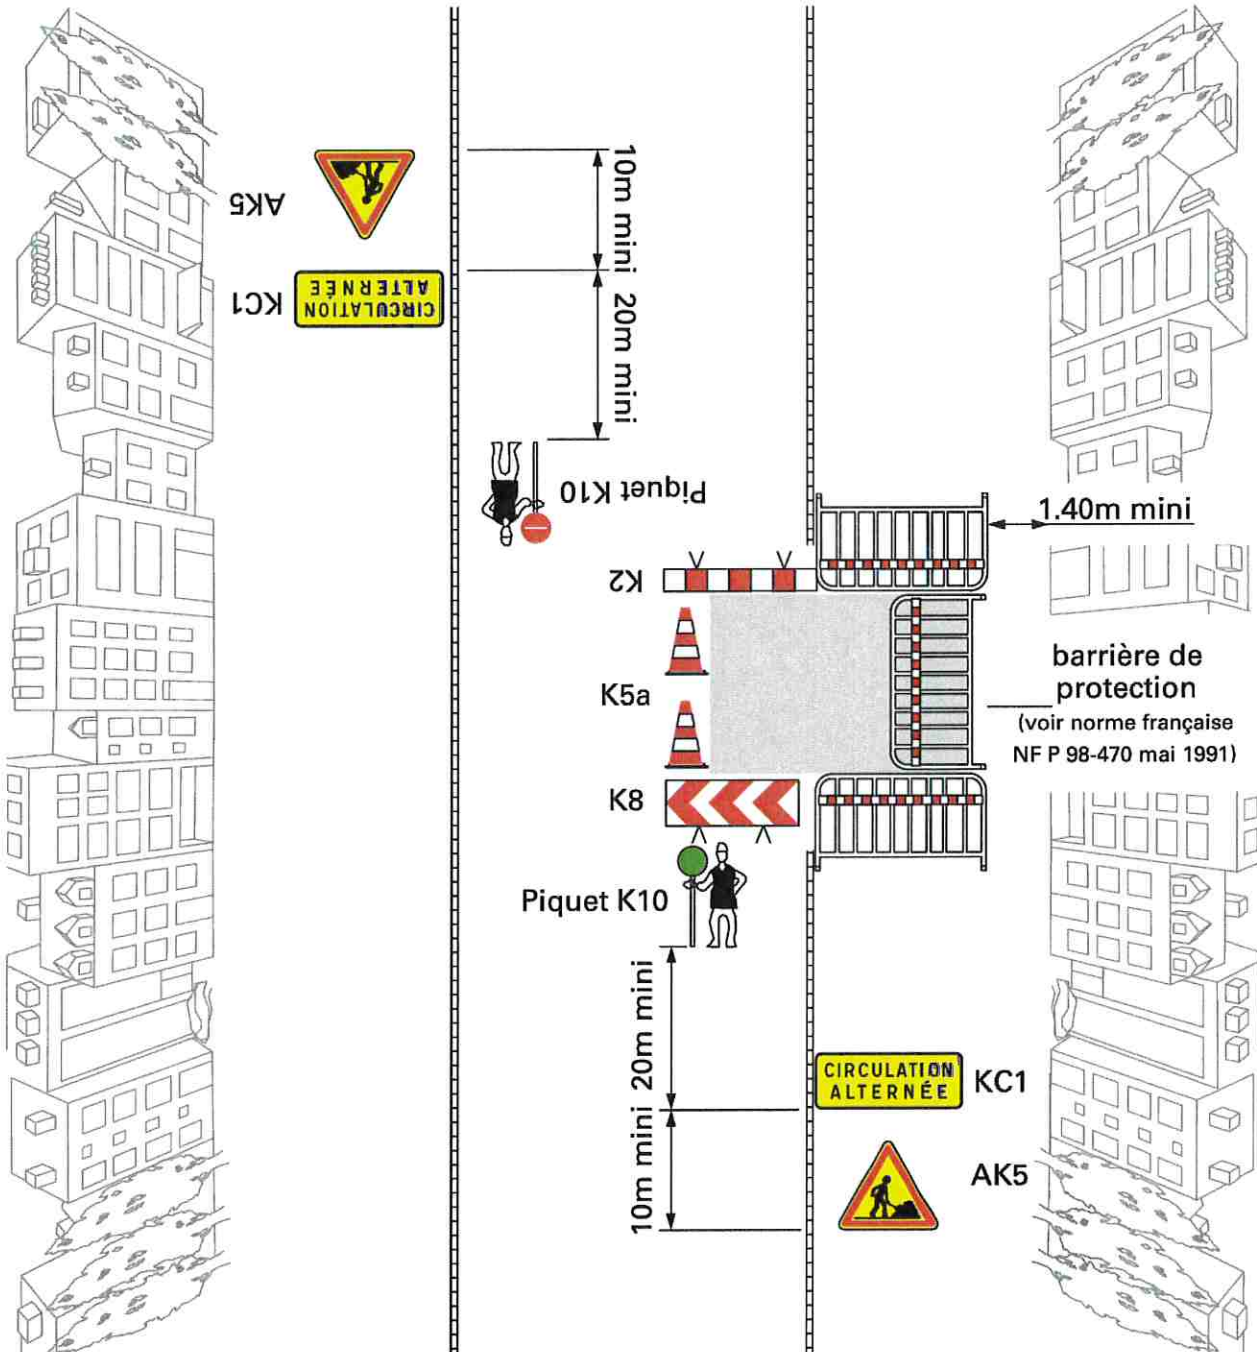 10m mini
AK5
CIRCULATION
ALTERNÉE
KC1
20m mini
Piquet K10
1.40m mini
K2
K5a
barrière de
protection
(voir norme française
NF P 98-470 mai 1991)
K8
Piquet K10
20m mini
CIRCULATION
ALTERNÉE
KC1
10m mini
AK5